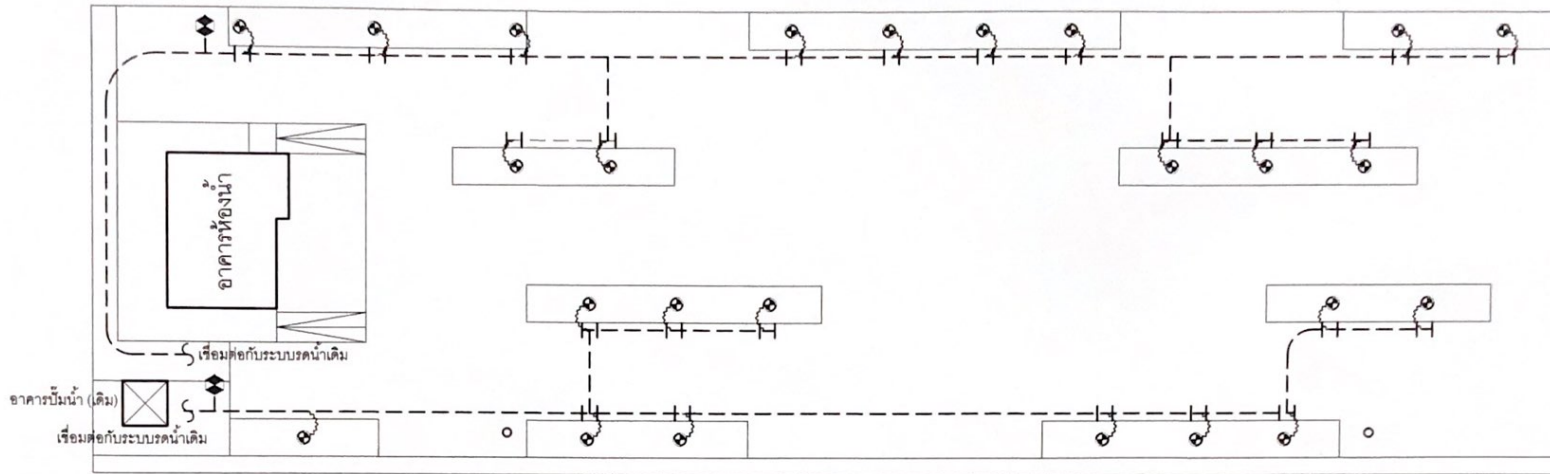 อาคารห้องน้ำ
เชื่อมต่อกับระบบรดน้ำเดิม
อาคารปั๊มน้ำ (เดิม)
เชื่อมต่อกับระบบรดน้ำเดิม